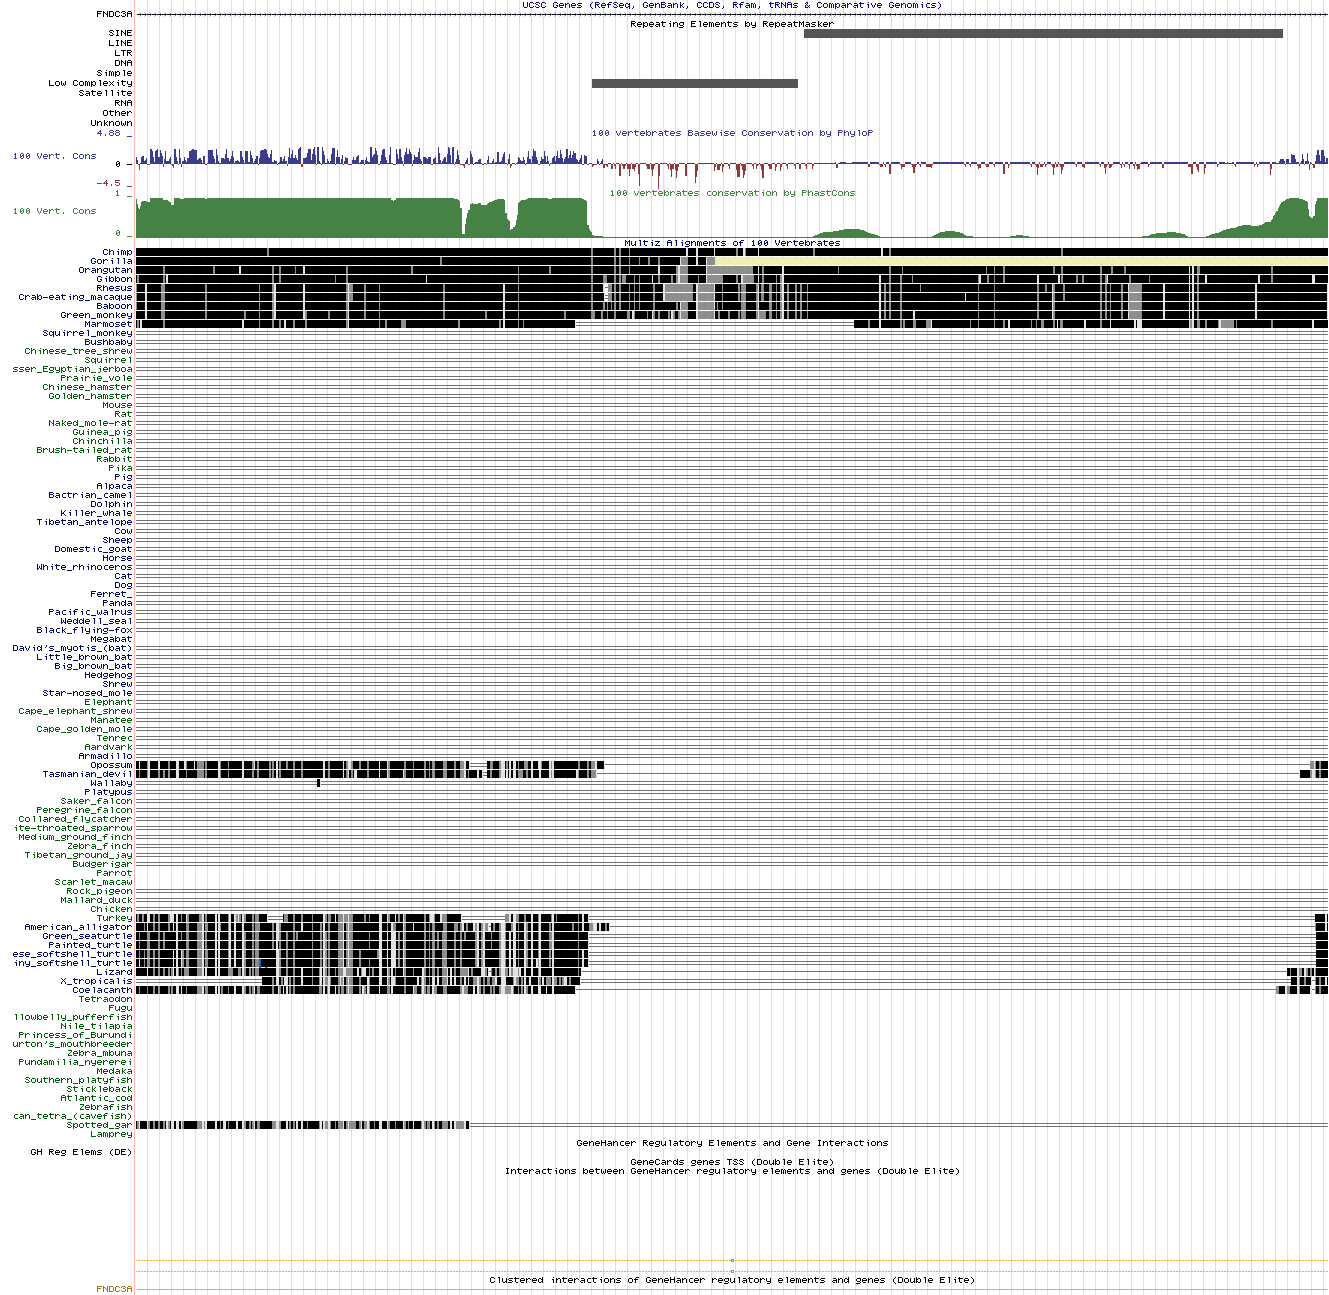 UCSC Genes (RefSeq, GenBank, CCDS, Rfam, tRNAs & Comparative Genomics)
FNDC3A
Repeating Elements by RepeatMasker
SINE
LINE
LTR
DNA
Simple
Low Complexity
Satellite
RNA
Other
Unknown
4.88 _
100 vertebrates Basewise Conservation by PhyloP
100 Vert. Cons
0 _
-4.5 _
100 vertebrates conservation by PhastCons
1 _
100 Vert. Cons
0 _
Multiz Alignments of 100 Vertebrates
Chimp
Gorilla
Orangutan
Gibbon
Rhesus
Crab-eating_macaque
Baboon
Green_monkey
Marmoset
Squirrel_monkey
Bushbaby
Chinese_tree_shrew
Squirrel
sser_Egyptian_jerboa
Prairie_vole
Chinese_hamster
Golden_hamster
Mouse
Rat
Naked_mole-rat
Guinea_pig
Chinchilla
Brush-tailed_rat
Rabbit
Pika
Pig
Alpaca
Bactrian_camel
Dolphin
Killer_whale
Tibetan_antelope
Cow
Sheep
Domestic_goat
Horse
White_rhinoceros
Cat
Dog
Ferret_
Panda
Pacific_walrus
Weddell_seal
Black_flying-fox
Megabat
David's_myotis_(bat)
Little_brown_bat
Big_brown_bat
Hedgehog
Shrew
Star-nosed_mole
Elephant
Cape_elephant_shrew
Manatee
Cape_golden_mole
Tenrec
Aardvark
Armadillo
Opossum
Tasmanian_devil
Wallaby
Platypus
Saker_falcon
Peregrine_falcon
Collared_flycatcher
ite-throated_sparrow
Medium_ground_finch
Zebra_finch
Tibetan_ground_jay
Budgerigar
Parrot
Scarlet_macaw
Rock_pigeon
Mallard_duck
Chicken
Turkey
American_alligator
Green_seaturtle
Painted_turtle
ese_softshell_turtle
iny_softshell_turtle
Lizard
X_tropicalis
Coelacanth
Tetraodon
Fugu
llowbelly_pufferfish
Nile_tilapia
Princess_of_Burundi
urton's_mouthbreeder
Zebra_mbuna
Pundamilia_nyererei
Medaka
Southern_platyfish
Stickleback
Atlantic_cod
Zebrafish
can_tetra_(cavefish)
Spotted_gar
Lamprey
GeneHancer Regulatory Elements and Gene Interactions
GH Reg Elems (DE)
GeneCards genes TSS (Double Elite)
Interactions between GeneHancer regulatory elements and genes (Double Elite)
Clustered interactions of GeneHancer regulatory elements and genes (Double Elite)
FNDC3A